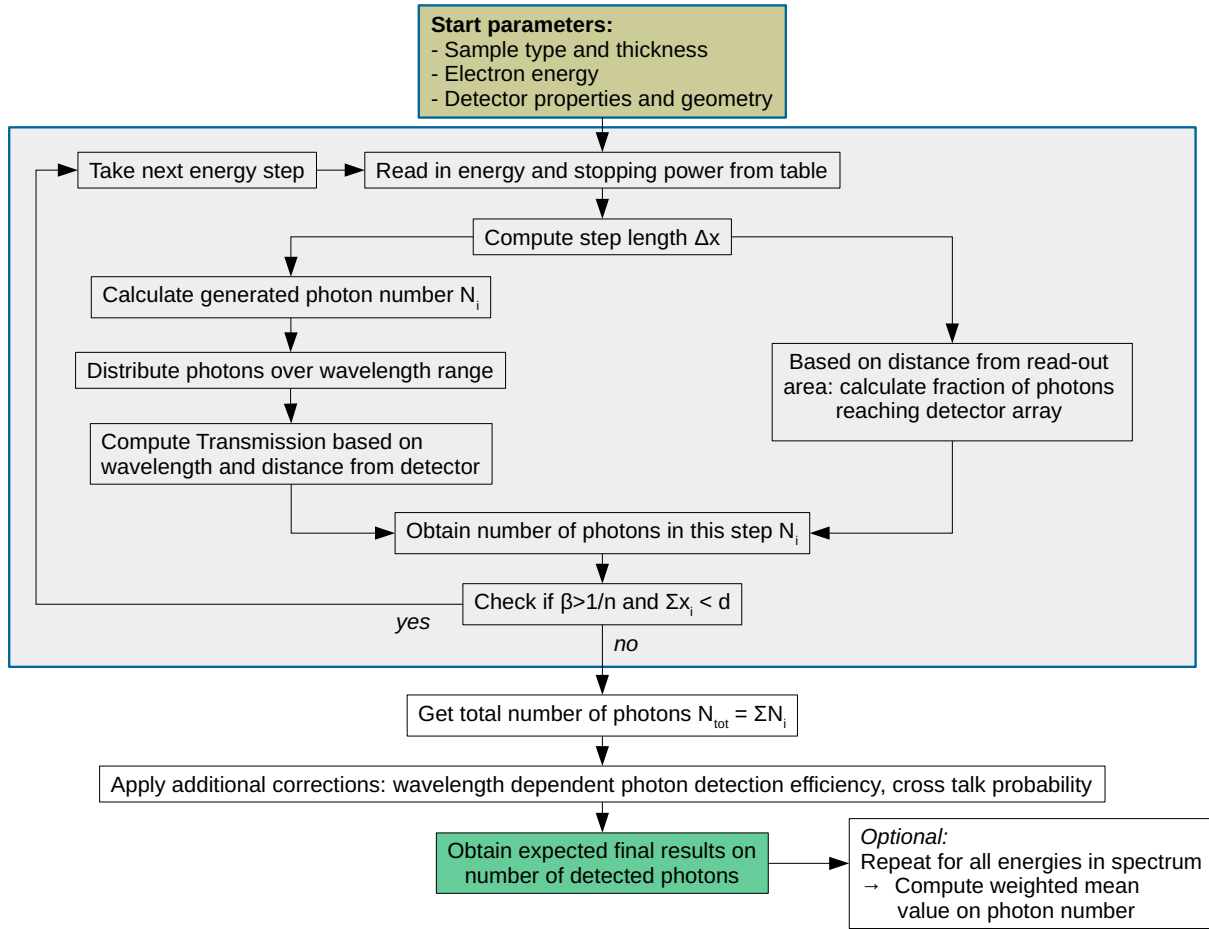 Start parameters:
- Sample type and thickness
- Electron energy
- Detector properties and geometry
Take next energy step
Read in energy and stopping power from table
Compute step length Δx
Calculate generated photon number Nᵢ
Distribute photons over wavelength range
Compute Transmission based on
wavelength and distance from detector
Based on distance from read-out
area: calculate fraction of photons
reaching detector array
Obtain number of photons in this step Nᵢ
Check if β>1/n and Σxᵢ < d
yes
no
Get total number of photons Nₜₒₜ = ΣNᵢ
Apply additional corrections: wavelength dependent photon detection efficiency, cross talk probability
Obtain expected final results on
number of detected photons
Optional:
Repeat for all energies in spectrum
→ Compute weighted mean
value on photon number